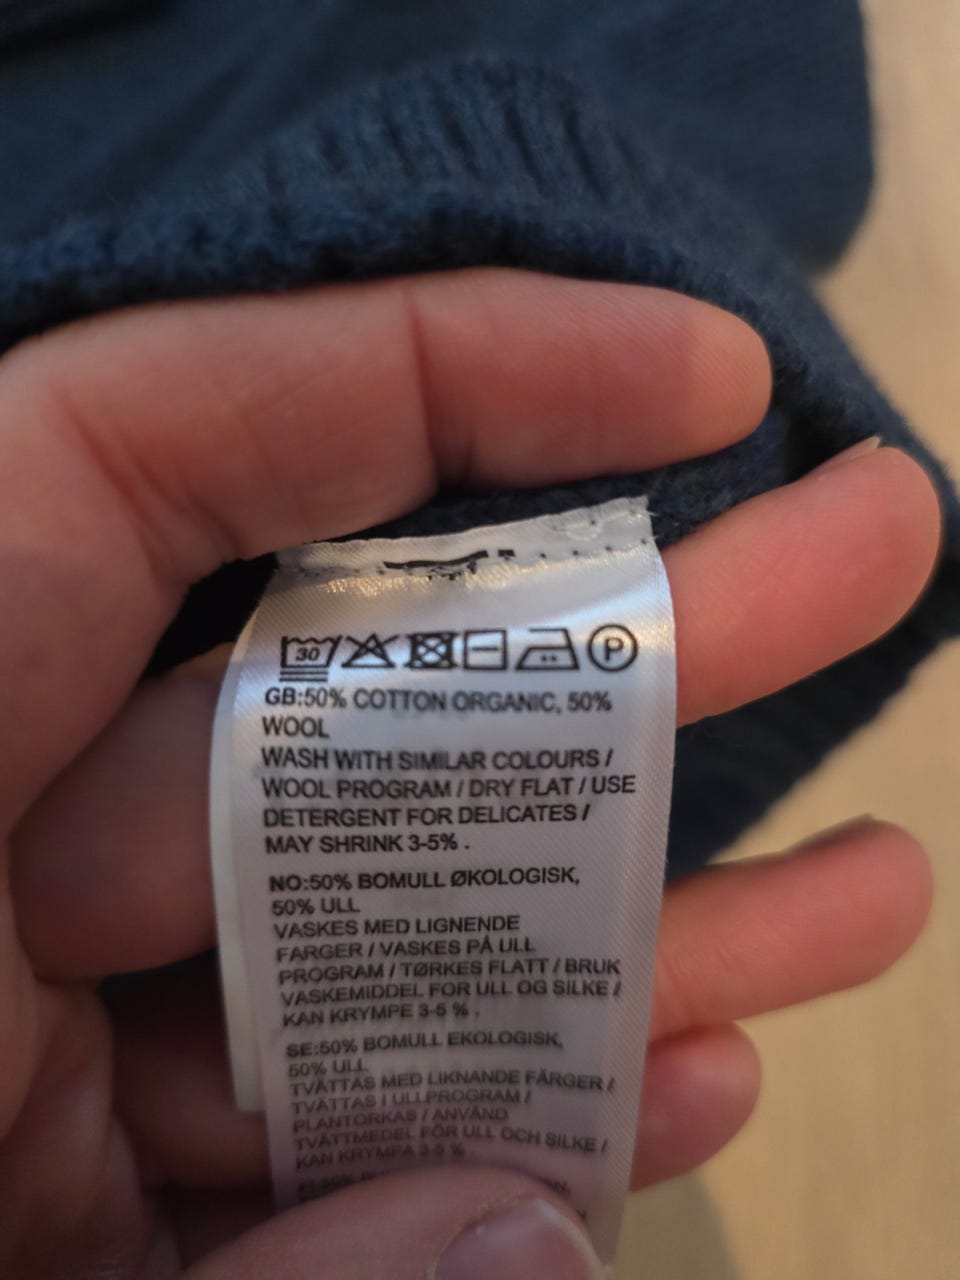 30 P
GB:50% COTTON ORGANIC, 50%
WOOL
WASH WITH SIMILAR COLOURS /
WOOL PROGRAM / DRY FLAT / USE
DETERGENT FOR DELICATES /
MAY SHRINK 3-5% .
NO:50% BOMULL ØKOLOGISK,
50% ULL
VASKES MED LIGNENDE
FARGER / VASKES PÅ ULL
PROGRAM / TØRKES FLATT / BRUK
VASKEMIDDEL FOR ULL OG SILKE /
KAN KRYMPE 3-5 % .
SE:50% BOMULL EKOLOGISK,
50% ULL
TVÄTTAS MED LIKNANDE FÄRGER /
TVÄTTAS I ULLPROGRAM /
PLANTORKAS / ANVÄND
TVÄTTMEDEL FÖR ULL OCH SILKE /
KAN KRYMPA 3-5 % .